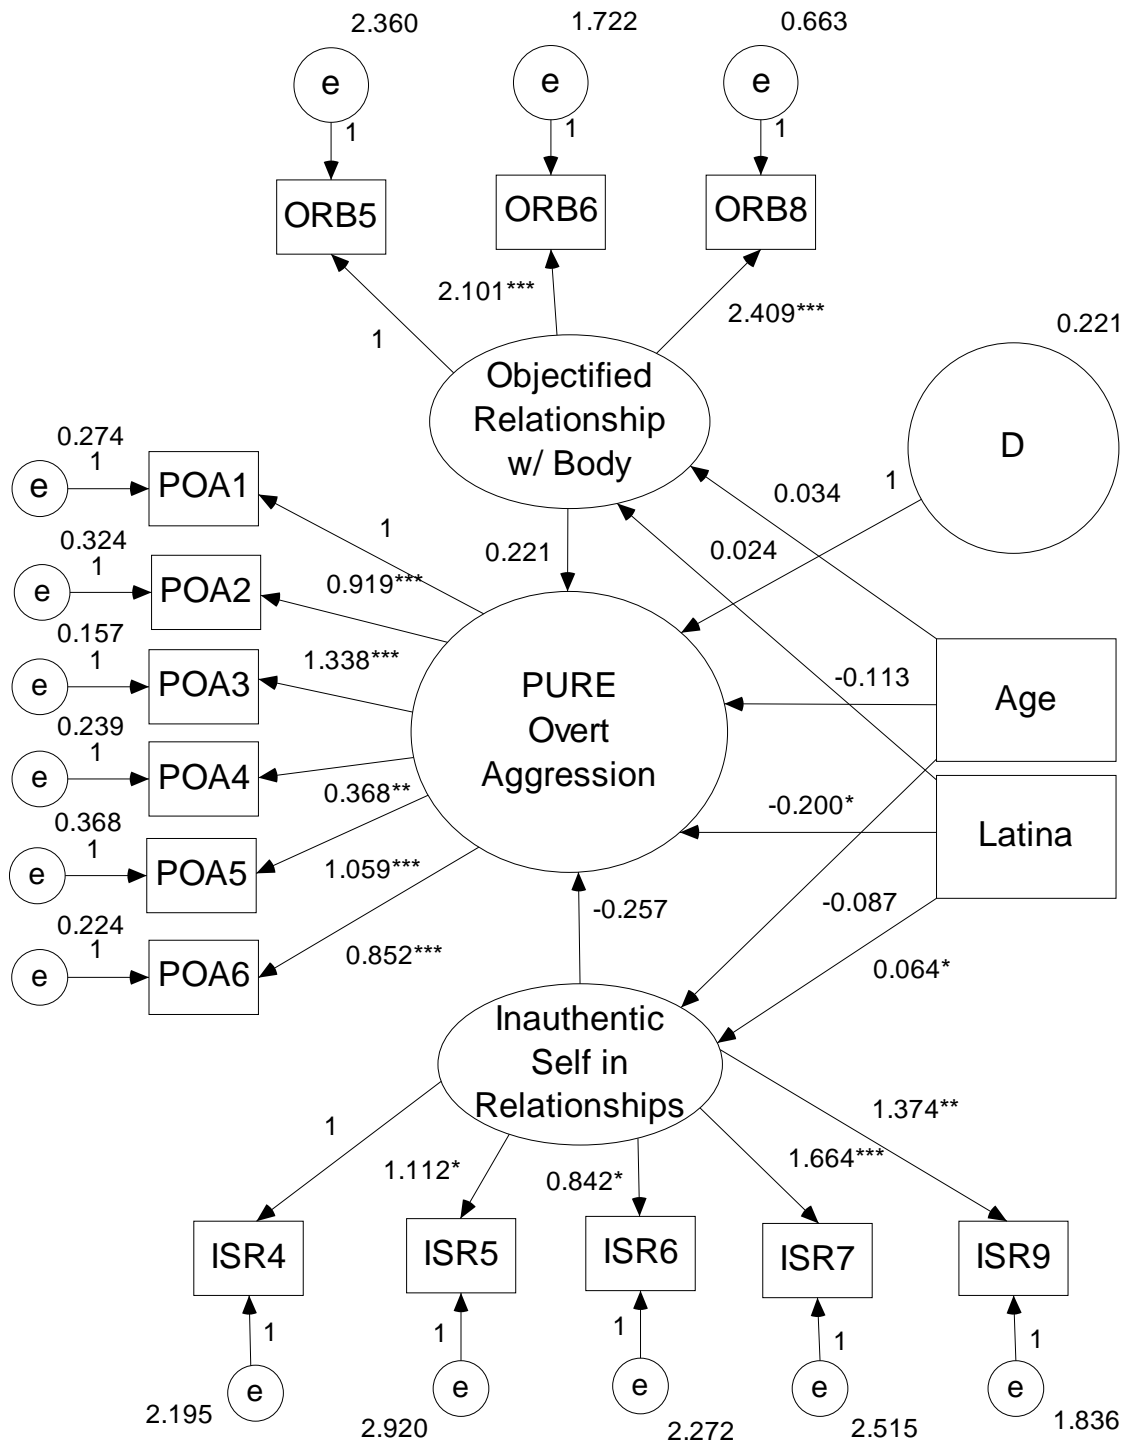 2.360
1.722
0.663
e
e
e
1
1
1
ORB5
ORB6
ORB8
2.101***
2.409***
1
0.221
Objectified
Relationship
w/ Body
D
0.274
1
e
POA1
0.034
1
1
0.024
0.221
0.324
1
e
POA2
0.919***
0.157
1
e
POA3
1.338***
PURE
Overt
Aggression
-0.113
Age
0.239
1
e
POA4
0.368**
-0.200*
Latina
0.368
1
e
POA5
1.059***
-0.257
-0.087
0.224
1
e
POA6
0.852***
0.064*
Inauthentic
Self in
Relationships
1
1.112*
0.842*
1.664***
1.374**
ISR4
ISR5
ISR6
ISR7
ISR9
1
1
1
1
1
e
e
e
e
e
2.195
2.920
2.272
2.515
1.836